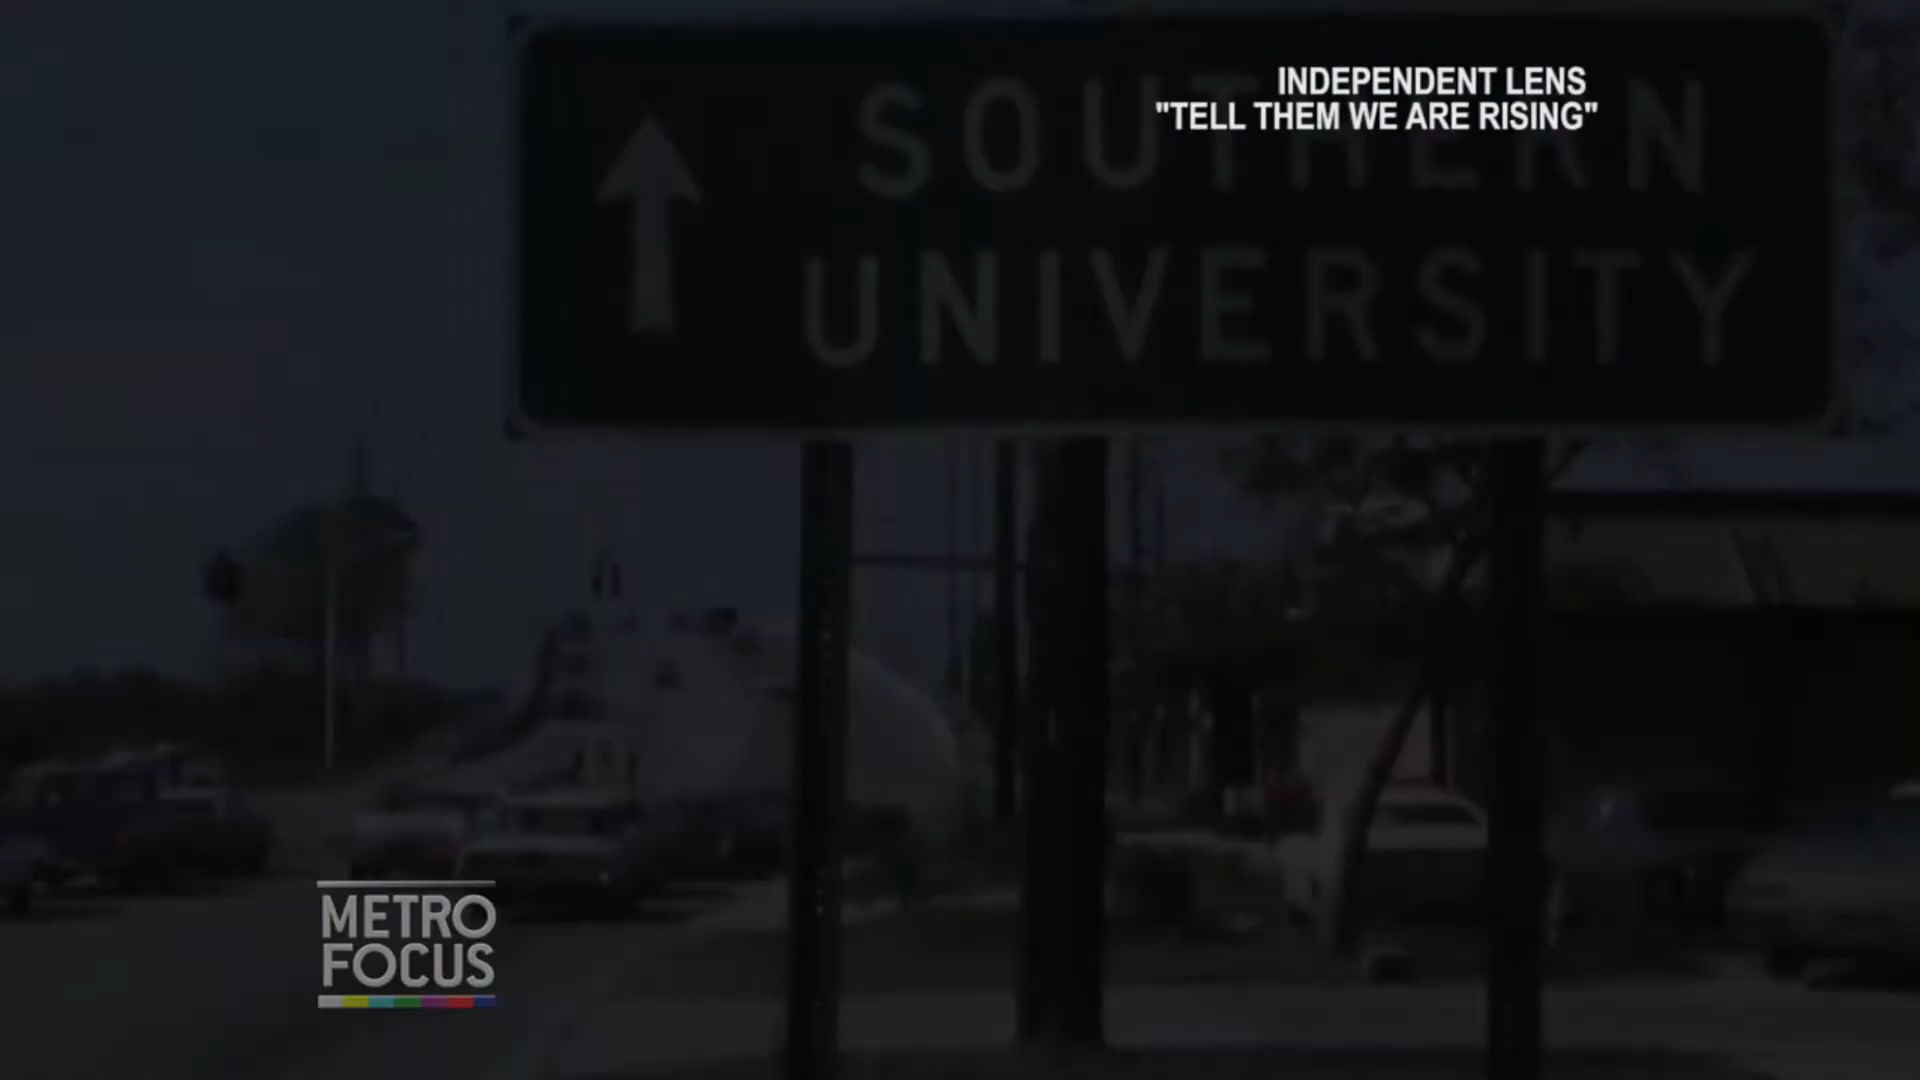 INDEPENDENT LENS
"TELL THEM WE ARE RISING"
SOUTHERN
UNIVERSITY
METRO
FOCUS